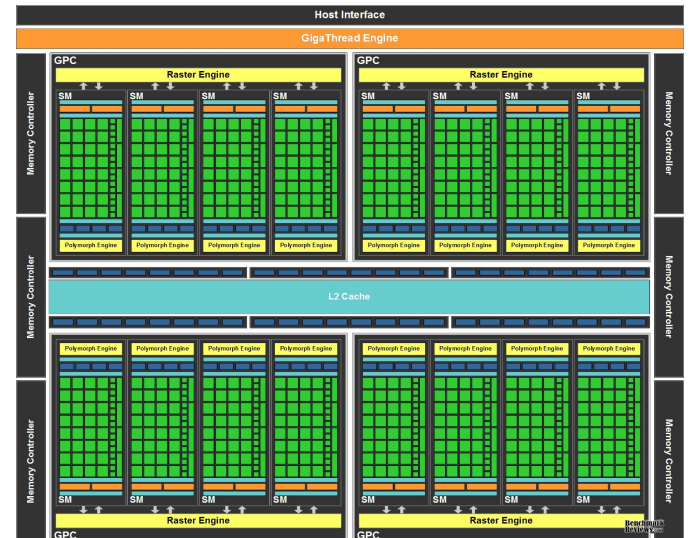 Host Interface
GigaThread Engine
GPC
GPC
Raster Engine
Raster Engine
Memory Controller
Memory Controller
SM
SM
SM
SM
SM
SM
SM
SM
Polymorph Engine
Polymorph Engine
Polymorph Engine
Polymorph Engine
Polymorph Engine
Polymorph Engine
Polymorph Engine
Polymorph Engine
Memory Controller
L2 Cache
Memory Controller
Polymorph Engine
Polymorph Engine
Polymorph Engine
Polymorph Engine
Polymorph Engine
Polymorph Engine
Polymorph Engine
Polymorph Engine
Memory Controller
Memory Controller
SM
SM
SM
SM
SM
SM
SM
SM
Raster Engine
Raster Engine
GPC
GPC
Benchmark
Reviews.com